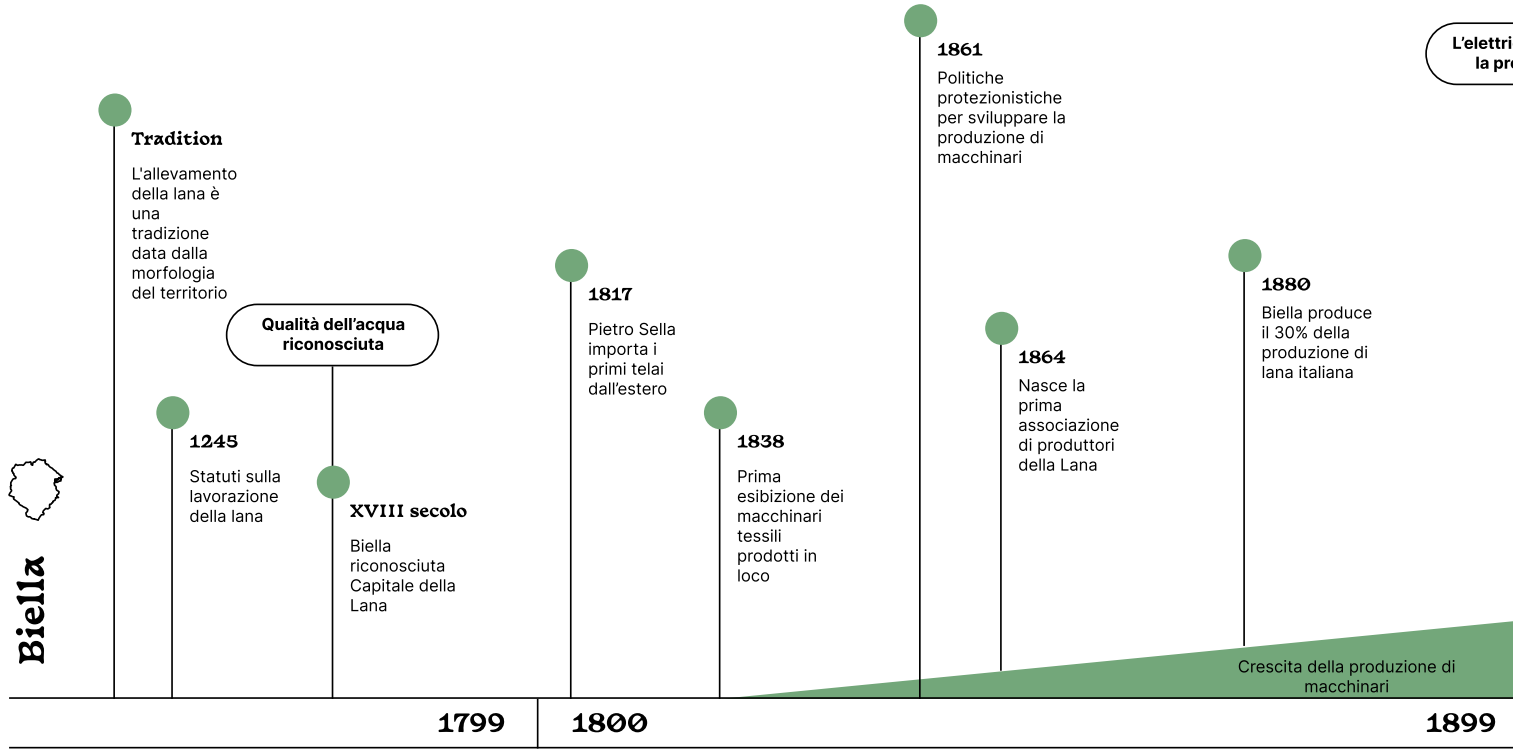 Tradition
L'allevamento
della lana è
una
tradizione
data dalla
morfologia
del territorio
Qualità dell'acqua
riconosciuta
1245
Statuti sulla
lavorazione
della lana
XVIII secolo
Biella
riconosciuta
Capitale della
Lana
1817
Pietro Sella
importa i
primi telai
dall'estero
1838
Prima
esibizione dei
macchinari
tessili
prodotti in
loco
1861
Politiche
protezionistiche
per sviluppare la
produzione di
macchinari
1864
Nasce la
prima
associazione
di produttori
della Lana
1880
Biella produce
il 30% della
produzione di
lana italiana
L'elettri
la pr
Crescita della produzione di
macchinari
Biella
1799
1800
1899